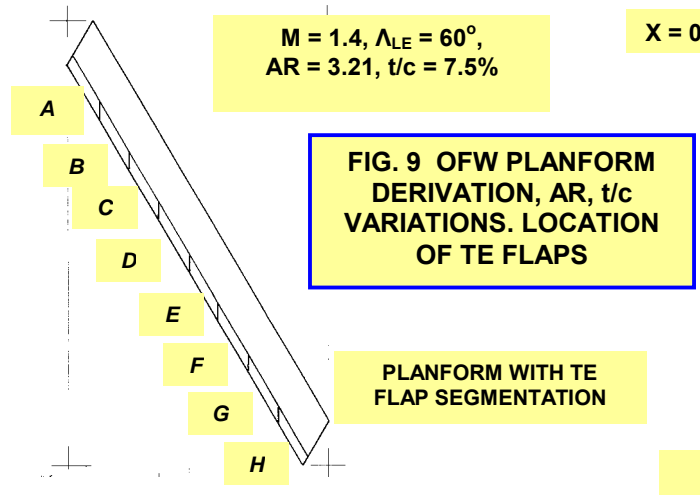 M = 1.4, Λ_LE = 60°,
AR = 3.21, t/c = 7.5%
X = 0
A
B
C
D
E
F
G
H
FIG. 9 OFW PLANFORM
DERIVATION, AR, t/c
VARIATIONS. LOCATION
OF TE FLAPS
PLANFORM WITH TE
FLAP SEGMENTATION